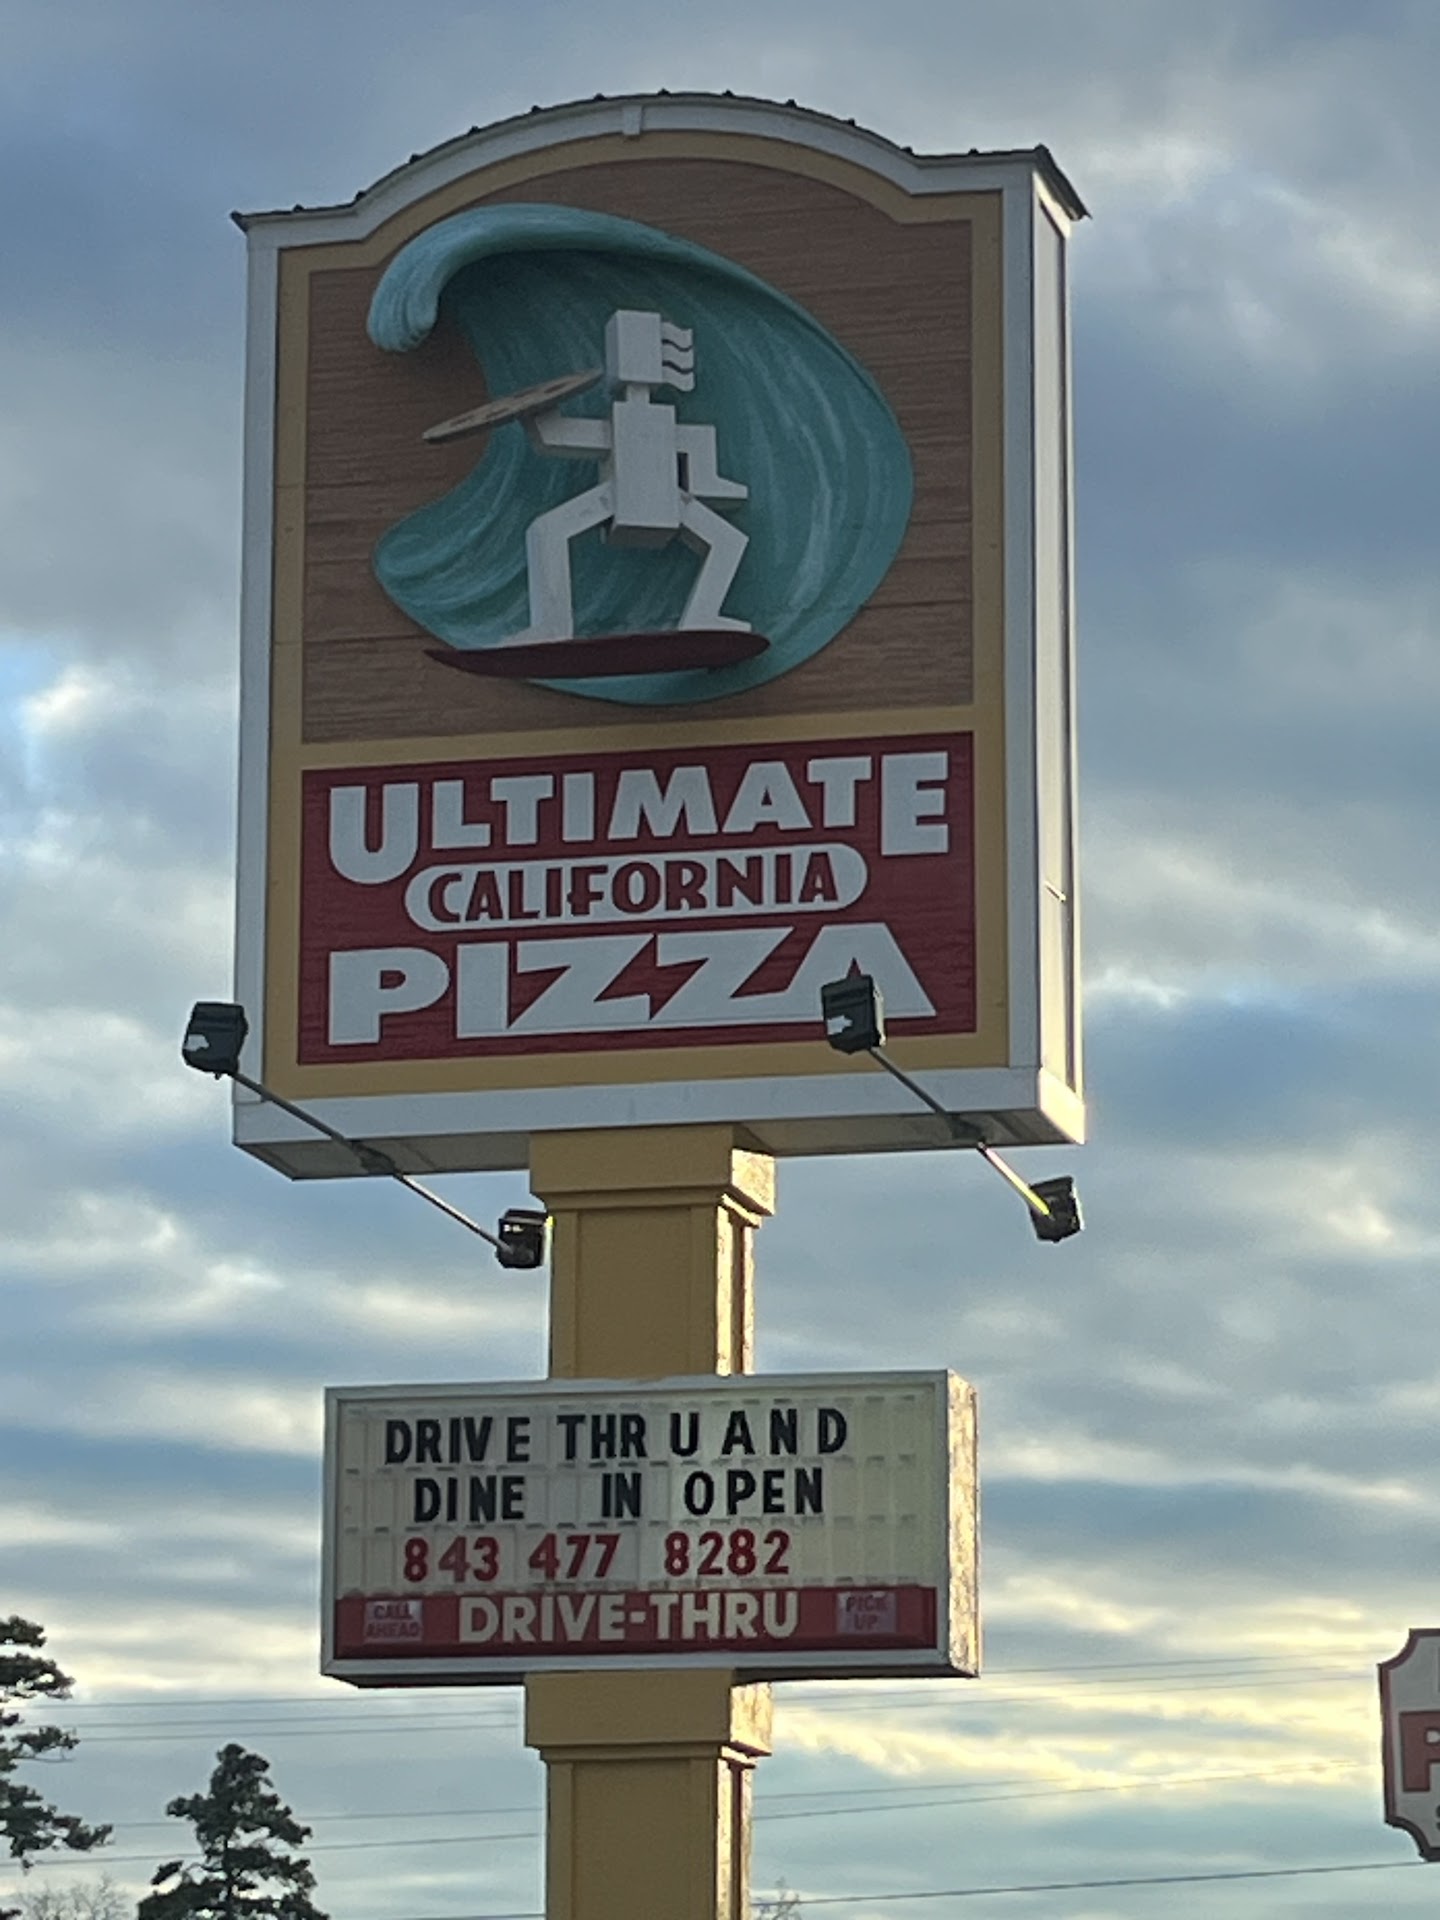 ULTIMATE
CALIFORNIA
PIZZA
DRIVE THRU AND
DINE IN OPEN
843 477 8282
CALL AHEAD DRIVE-THRU PICK UP